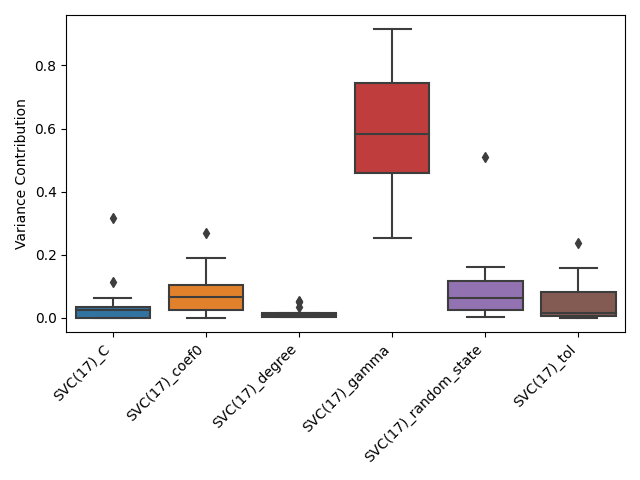 Variance Contribution
0.8
0.6
0.4
0.2
0.0
SVC(17)_C
SVC(17)_coef0
SVC(17)_degree
SVC(17)_gamma
SVC(17)_random_state
SVC(17)_tol